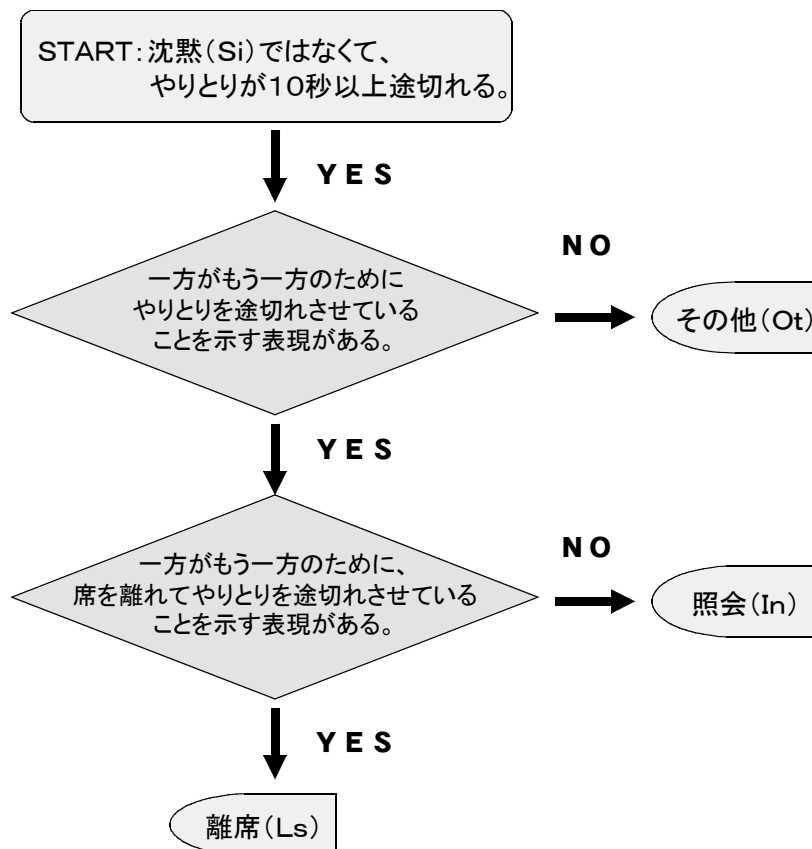 START:沈黙(Si)ではなくて、
やりとりが10秒以上途切れる。
YES
一方がもう一方のために
やりとりを途切れさせている
ことを示す表現がある。
NO
その他(Ot)
YES
一方がもう一方のために、
席を離れてやりとりを途切れさせている
ことを示す表現がある。
NO
照会(In)
YES
離席(Ls)